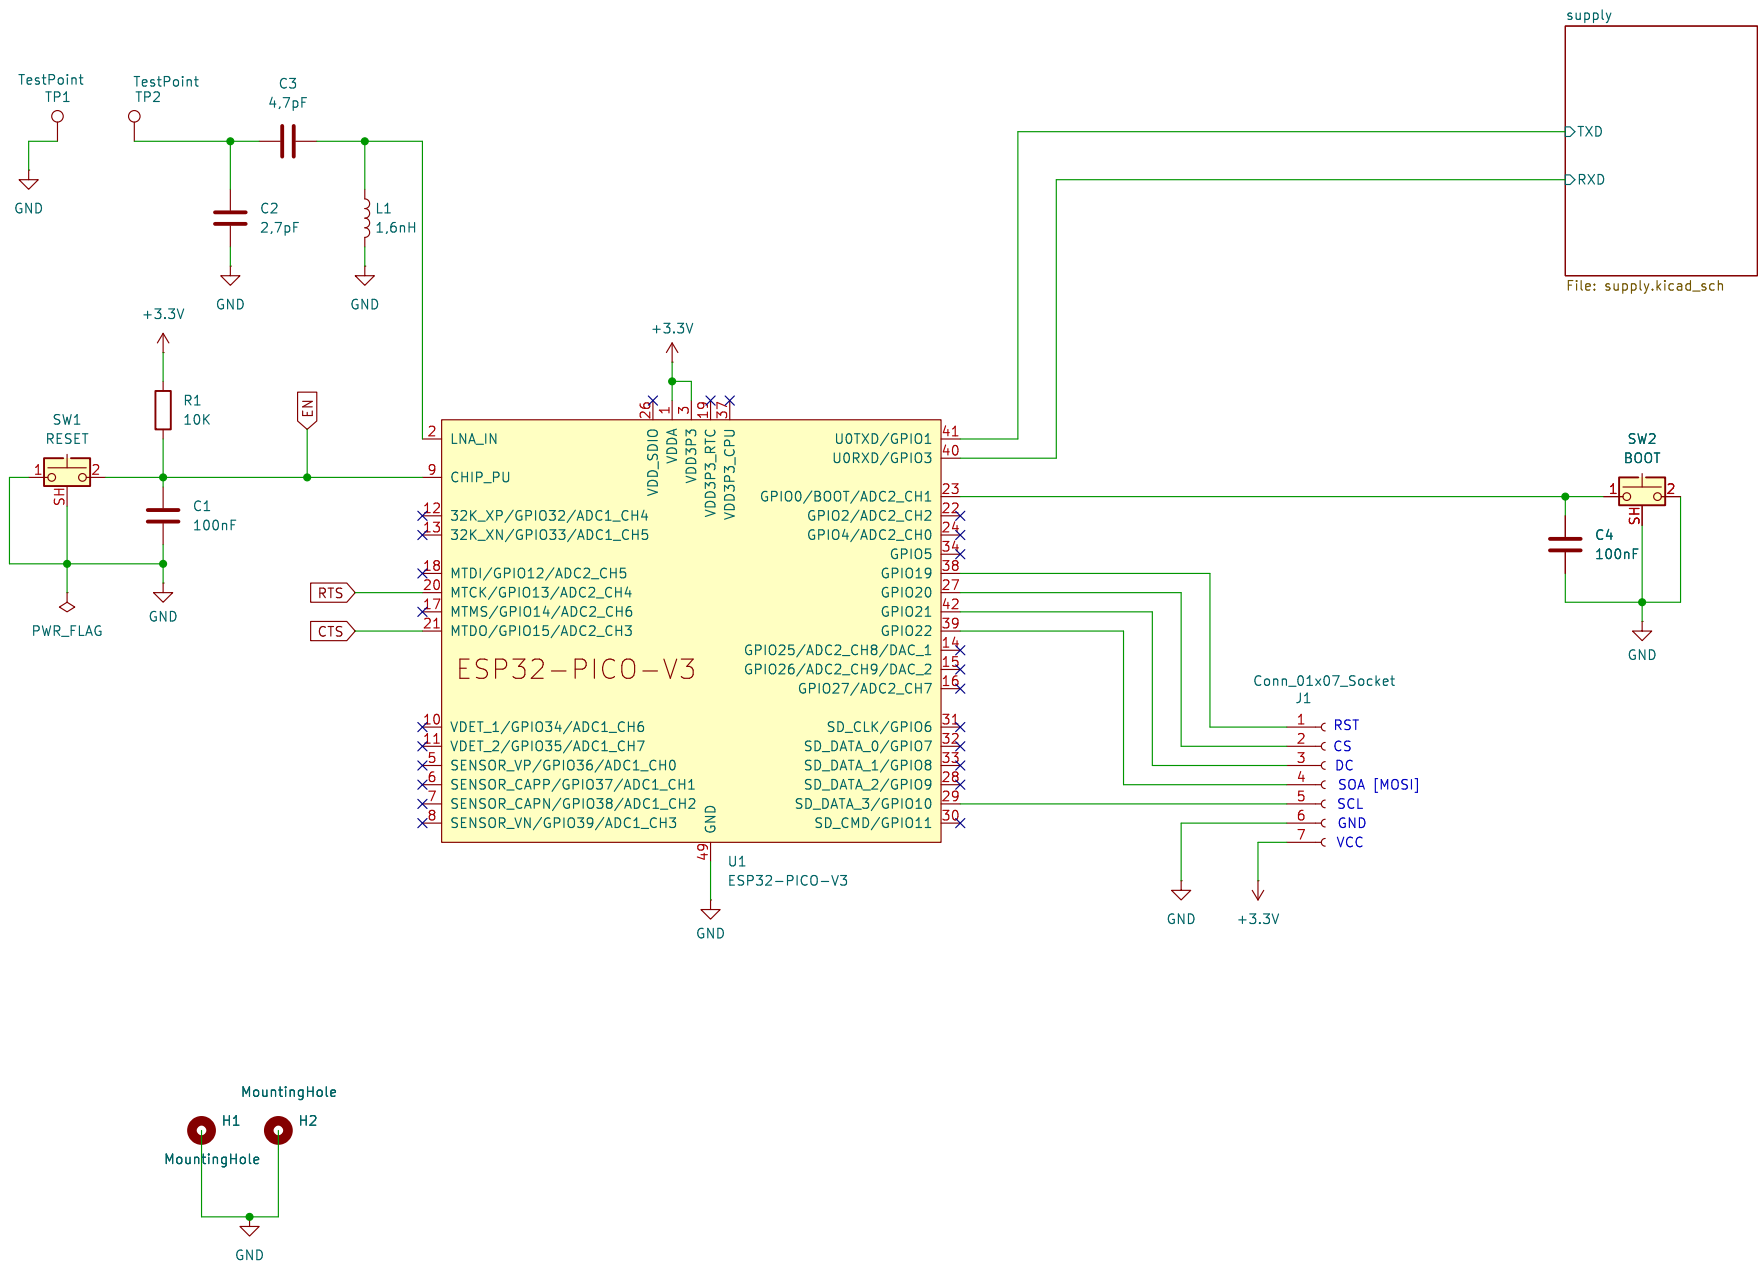 supply
TXD
RXD
File: supply.kicad_sch
TestPoint
TP1
GND
TestPoint
TP2
C3
4,7pF
C2
2,7pF
GND
L1
1,6nH
GND
+3.3V
R1
10K
SW1
RESET
1
2
SH
EN
C1
100nF
PWR_FLAG
GND
RTS
CTS
+3.3V
26
1
3
19
37
VDD_SDIO
VDDA
VDD3P3
VDD3P3_RTC
VDD3P3_CPU
2 LNA_IN
9 CHIP_PU
12 32K_XP/GPIO32/ADC1_CH4
13 32K_XN/GPIO33/ADC1_CH5
18 MTDI/GPIO12/ADC2_CH5
20 MTCK/GPIO13/ADC2_CH4
17 MTMS/GPIO14/ADC2_CH6
21 MTDO/GPIO15/ADC2_CH3
ESP32-PICO-V3
10 VDET_1/GPIO34/ADC1_CH6
11 VDET_2/GPIO35/ADC1_CH7
5 SENSOR_VP/GPIO36/ADC1_CH0
6 SENSOR_CAPP/GPIO37/ADC1_CH1
7 SENSOR_CAPN/GPIO38/ADC1_CH2
8 SENSOR_VN/GPIO39/ADC1_CH3
U0TXD/GPIO1 41
U0RXD/GPIO3 40
GPIO0/BOOT/ADC2_CH1 23
GPIO2/ADC2_CH2 22
GPIO4/ADC2_CH0 24
GPIO5 34
GPIO19 38
GPIO20 27
GPIO21 42
GPIO22 39
GPIO25/ADC2_CH8/DAC_1 14
GPIO26/ADC2_CH9/DAC_2 15
GPIO27/ADC2_CH7 16
SD_CLK/GPIO6 31
SD_DATA_0/GPIO7 32
SD_DATA_1/GPIO8 33
SD_DATA_2/GPIO9 28
SD_DATA_3/GPIO10 29
SD_CMD/GPIO11 30
GND
49
U1
ESP32-PICO-V3
GND
SW2
BOOT
1
2
SH
C4
100nF
GND
Conn_01x07_Socket
J1
1 RST
2 CS
3 DC
4 SOA [MOSI]
5 SCL
6 GND
7 VCC
GND
+3.3V
MountingHole
H1
H2
MountingHole
GND